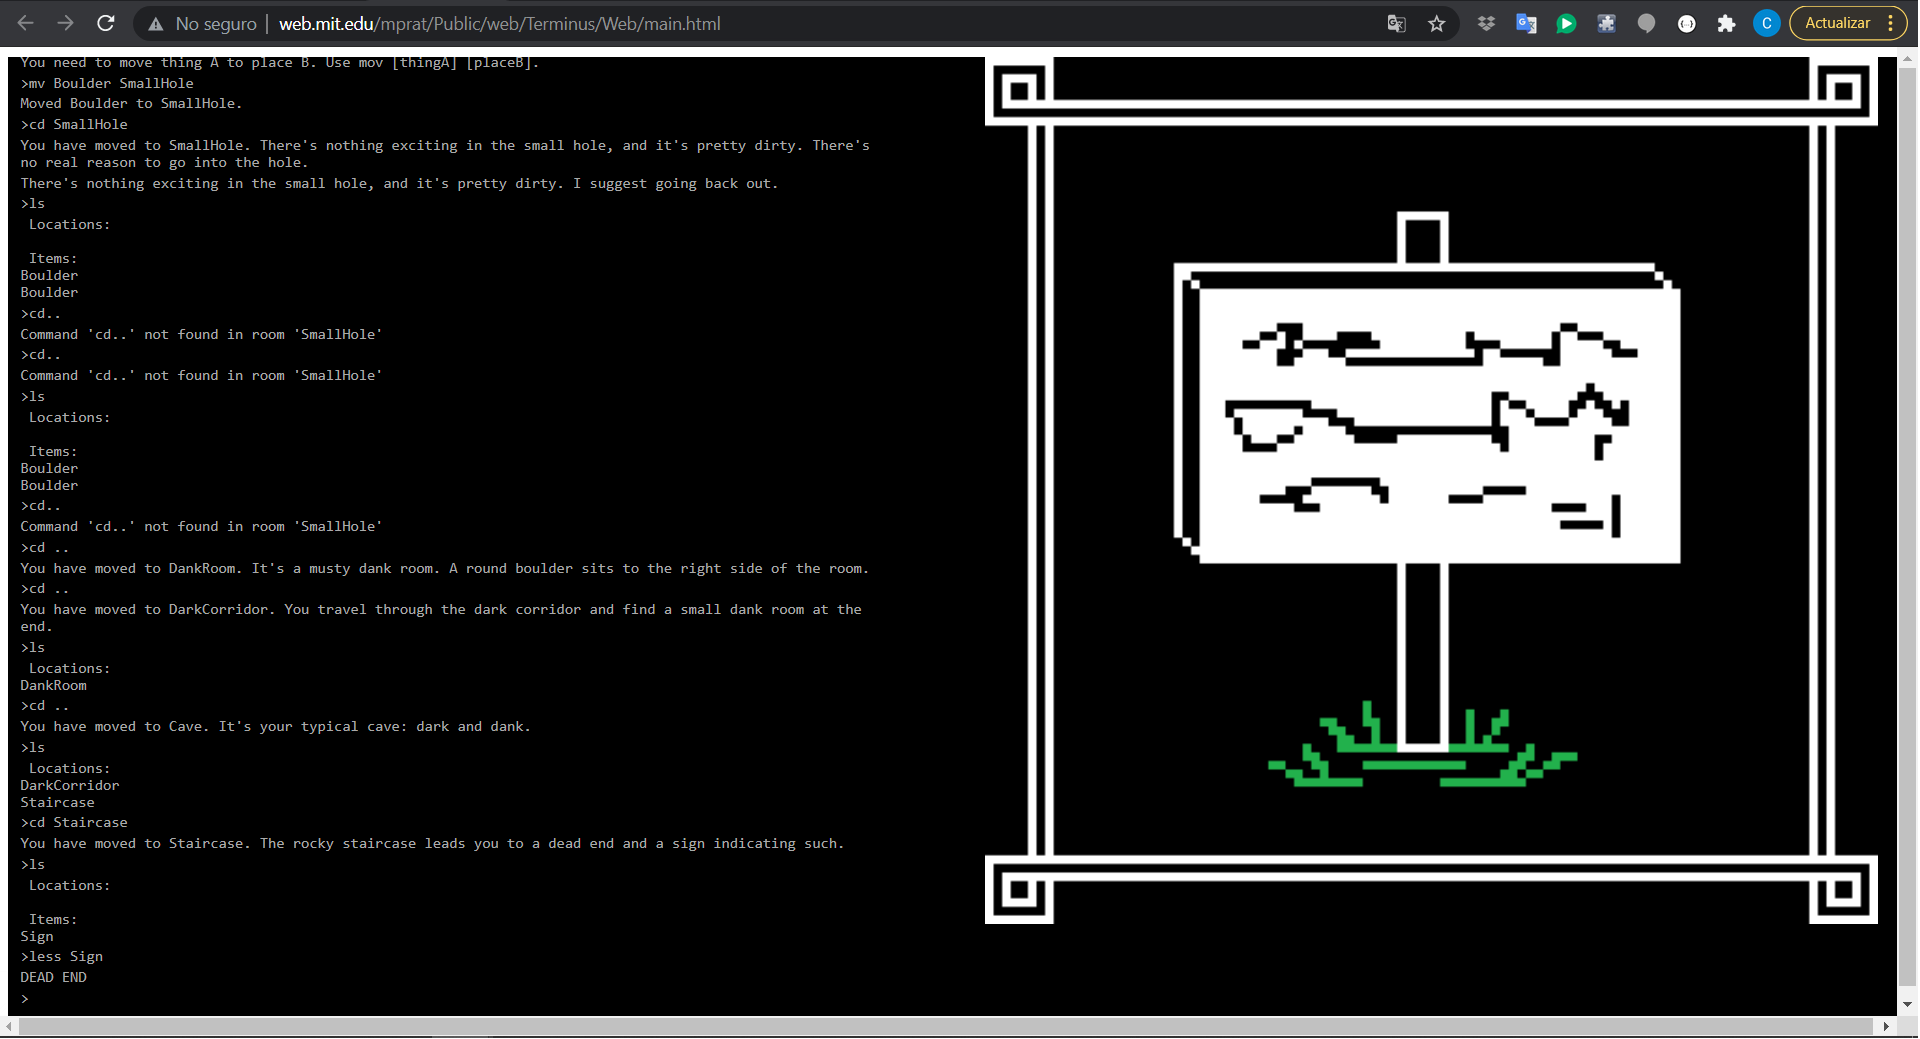 No seguro web.mit.edu/mprat/Public/web/Terminus/Web/main.html C Actualizar
You need to move thing A to place B. Use mov [thingA] [placeB].
>mv Boulder SmallHole
Moved Boulder to SmallHole.
>cd SmallHole
You have moved to SmallHole. There's nothing exciting in the small hole, and it's pretty dirty. There's
no real reason to go into the hole.
There's nothing exciting in the small hole, and it's pretty dirty. I suggest going back out.
>ls
Locations:
Items:
Boulder
Boulder
>cd..
Command 'cd..' not found in room 'SmallHole'
>cd..
Command 'cd..' not found in room 'SmallHole'
>ls
Locations:
Items:
Boulder
Boulder
>cd..
Command 'cd..' not found in room 'SmallHole'
>cd ..
You have moved to DankRoom. It's a musty dank room. A round boulder sits to the right side of the room.
>cd ..
You have moved to DarkCorridor. You travel through the dark corridor and find a small dank room at the
end.
>ls
Locations:
DankRoom
>cd ..
You have moved to Cave. It's your typical cave: dark and dank.
>ls
Locations:
DarkCorridor
Staircase
>cd Staircase
You have moved to Staircase. The rocky staircase leads you to a dead end and a sign indicating such.
>ls
Locations:
Items:
Sign
>less Sign
DEAD END
>